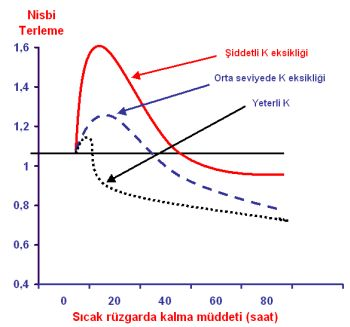 Nisbi
Terleme
1,6
1,4
1,2
1
0,8
0,6
0,4
Şiddetli K eksikliği
Orta seviyede K eksikliği
Yeterli K
0 20 40 60 80
Sıcak rüzgarda kalma müddeti (saat)